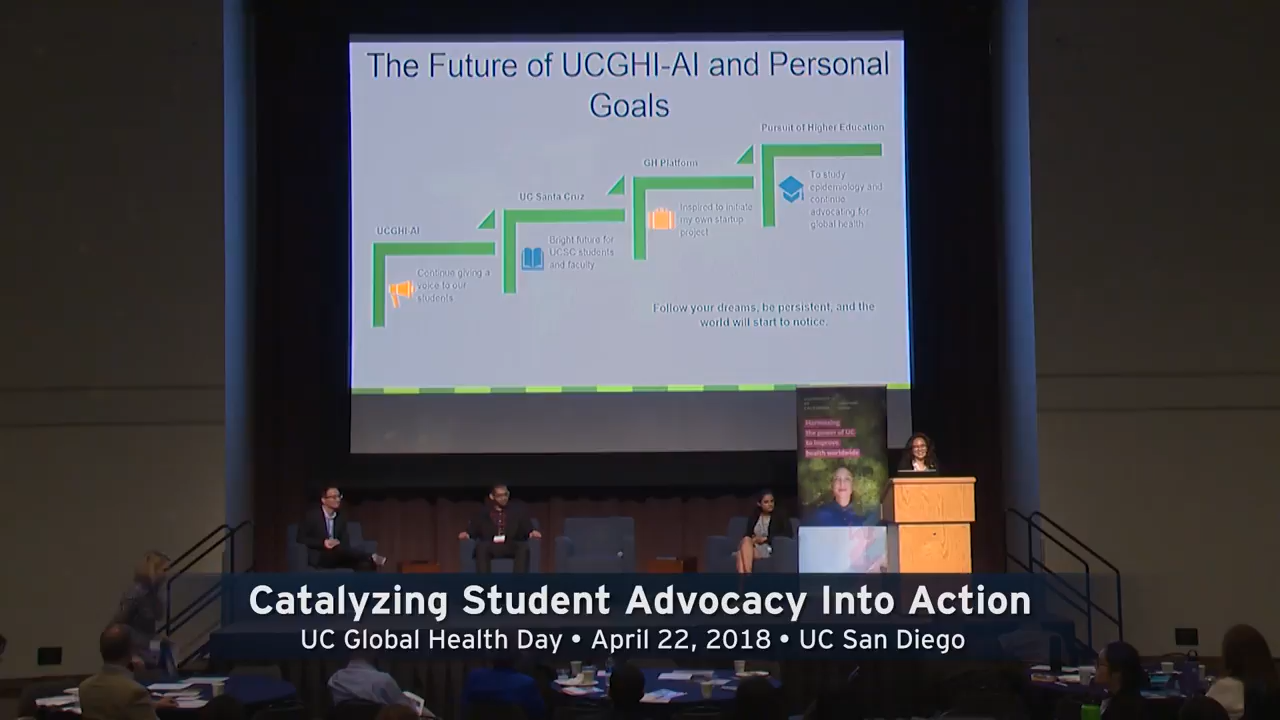 The Future of UCGHI-AI and Personal
Goals
Pursuit of Higher Education
To study
epidemiology and
continue
advocating for
global health
GH Platform
Inspired to initiate
my own startup
project
UC Santa Cruz
Bright future for
UCSC students
and faculty
UCGHI-AI
Continue giving a
voice to our
students
Follow your dreams, be persistent, and the
world will start to notice.
Harnessing
the power of UC
to improve
health worldwide
Catalyzing Student Advocacy Into Action
UC Global Health Day • April 22, 2018 • UC San Diego